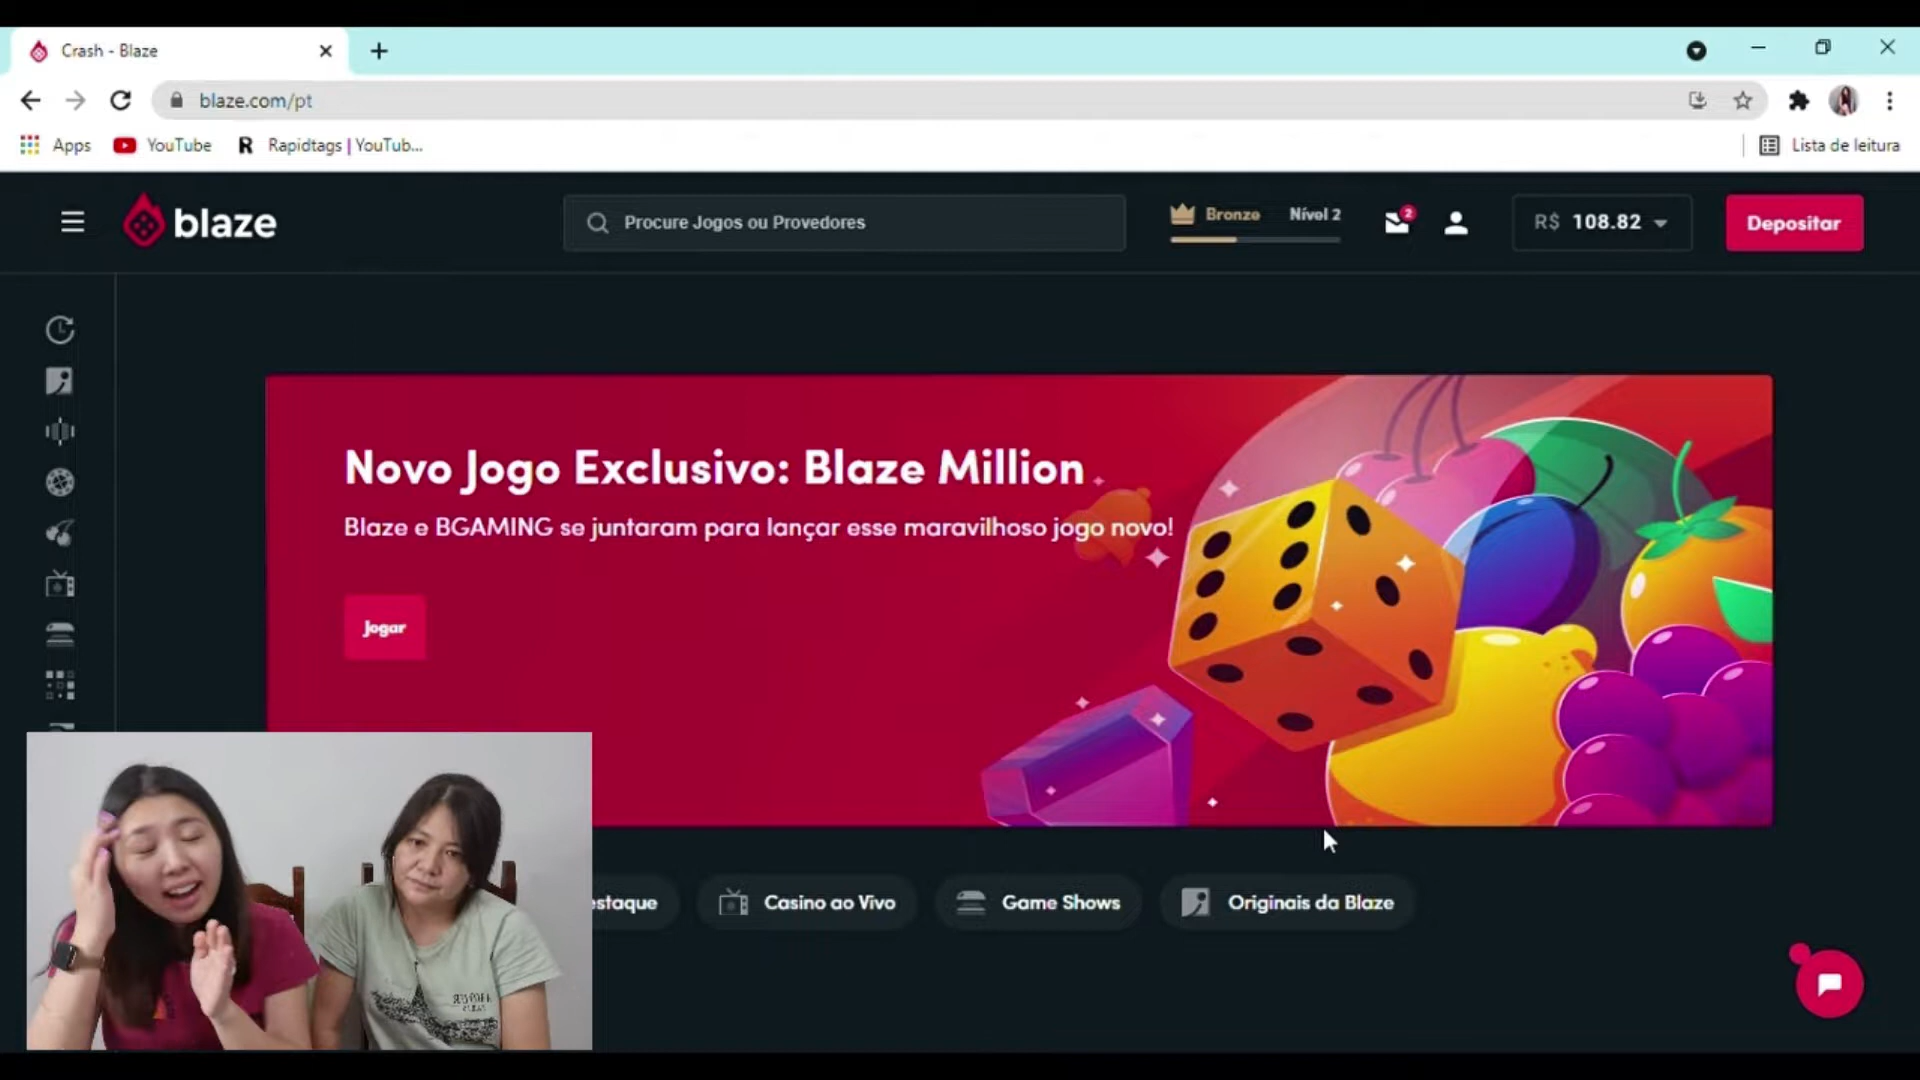 Crash - Blaze
blaze.com/pt
Apps YouTube R Rapidtags | YouTub... Lista de leitura
blaze Procure Jogos ou Provedores Bronze Nível 2 2 R$ 108.82 Depositar
Novo Jogo Exclusivo: Blaze Million
Blaze e BGAMING se juntaram para lançar esse maravilhoso jogo novo!
Jogar
estaque Casino ao Vivo Game Shows Originais da Blaze